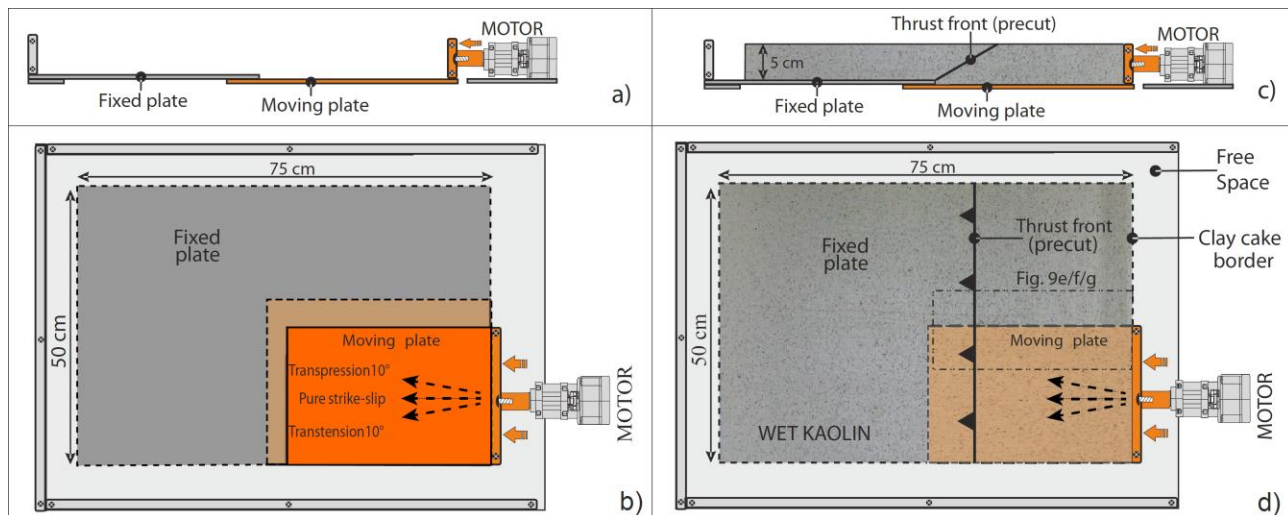 MOTOR
Fixed plate
Moving plate
a)
75 cm
50 cm
Fixed
plate
Moving plate
Transpression10°
Pure strike-slip
Transtension10°
MOTOR
b)
Thrust front
(precut)
MOTOR
5 cm
Fixed plate
Moving plate
c)
75 cm
50 cm
Free
Space
Fixed
plate
Thrust front
(precut)
Clay cake
border
Fig. 9e/f/g
Moving plate
WET KAOLIN
MOTOR
d)